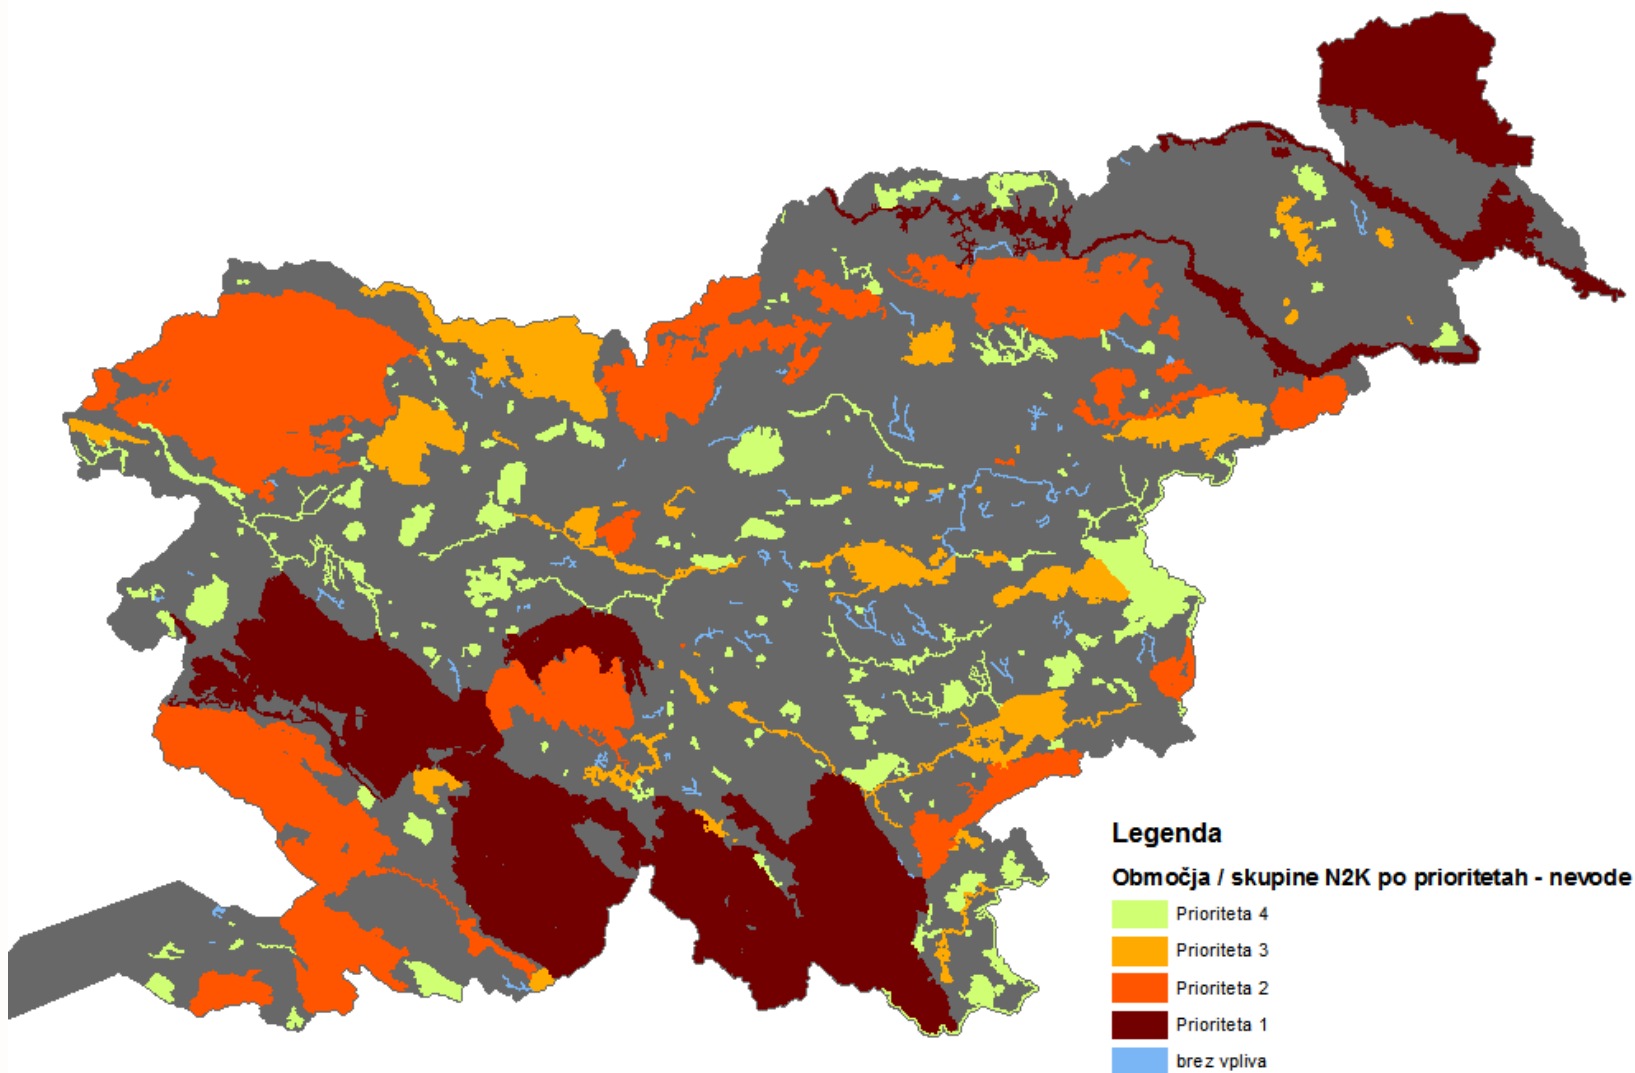 Legenda
Območja / skupine N2K po prioritetah - nevode
Prioriteta 4
Prioriteta 3
Prioriteta 2
Prioriteta 1
brez vpliva